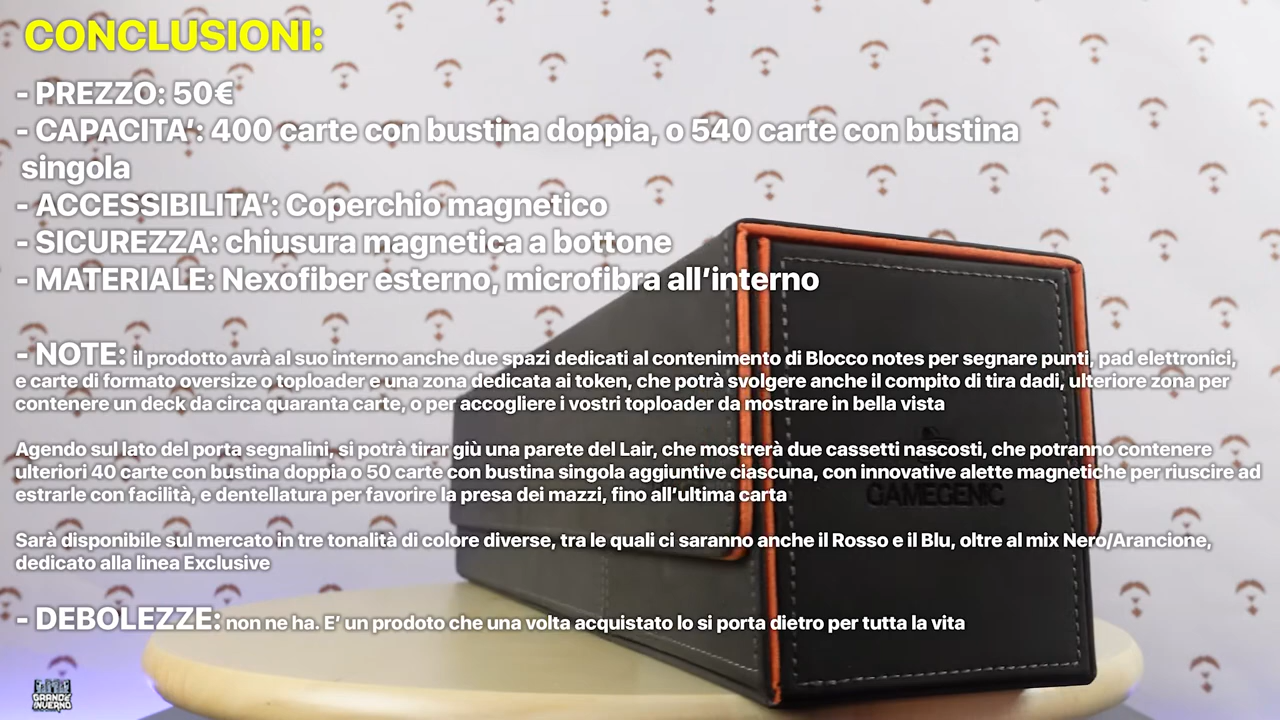 CONCLUSIONI:
- PREZZO: 50€
- CAPACITA’: 400 carte con bustina doppia, o 540 carte con bustina
singola
- ACCESSIBILITA’: Coperchio magnetico
- SICUREZZA: chiusura magnetica a bottone
- MATERIALE: Nexofiber esterno, microfibra all’interno
- NOTE: il prodotto avrà al suo interno anche due spazi dedicati al contenimento di Blocco notes per segnare punti, pad elettronici,
e carte di formato oversize o toploader e una zona dedicata ai token, che potrà svolgere anche il compito di tira dadi, ulteriore zona per
contenere un deck da circa quaranta carte, o per accogliere i vostri toploader da mostrare in bella vista
Agendo sul lato del porta segnalini, si potrà tirar giù una parete del Lair, che mostrerà due cassetti nascosti, che potranno contenere
ulteriori 40 carte con bustina doppia o 50 carte con bustina singola aggiuntive ciascuna, con innovative alette magnetiche per riuscire ad
estrarle con facilità, e dentellatura per favorire la presa dei mazzi, fino all’ultima carta
GAMEGENIC
Sarà disponibile sul mercato in tre tonalità di colore diverse, tra le quali ci saranno anche il Rosso e il Blu, oltre al mix Nero/Arancione,
dedicato alla linea Exclusive
- DEBOLEZZE: non ne ha. E’ un prodoto che una volta acquistato lo si porta dietro per tutta la vita
GRANDE
INVERNO